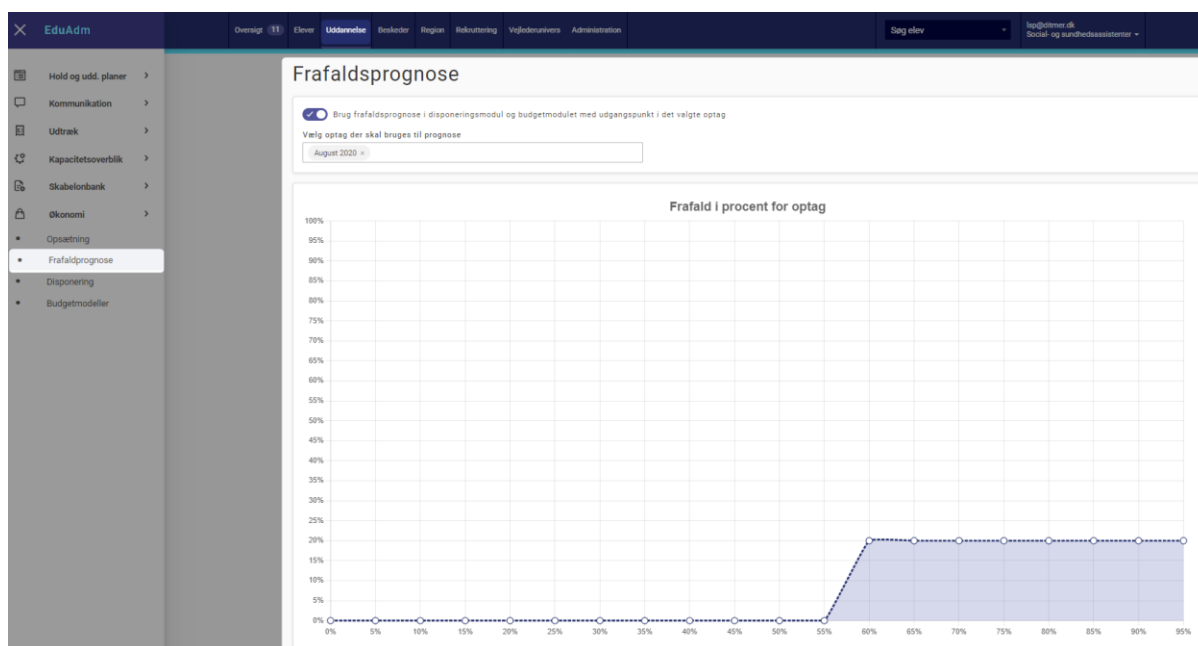 EduAdm
Oversigt 11 Elever Uddannelse Beskeder Region Rekruttering Vejlederunivers Administration
Søg elev
lap@ditmer.dk
Social- og sundhedsassistenter
Hold og udd. planer
Kommunikation
Udtræk
Kapacitetsoverblik
Skabelonbank
Økonomi
Opsætning
Frafaldprognose
Disponering
Budgetmodeller
Frafaldsprognose
Brug frafaldsprognose i disponeringsmodul og budgetmodulet med udgangspunkt i det valgte optag
Vælg optag der skal bruges til prognose
August 2020 ×
Frafald i procent for optag
100%
95%
90%
85%
80%
75%
70%
65%
60%
55%
50%
45%
40%
35%
30%
25%
20%
15%
10%
5%
0%
0% 5% 10% 15% 20% 25% 30% 35% 40% 45% 50% 55% 60% 65% 70% 75% 80% 85% 90% 95%